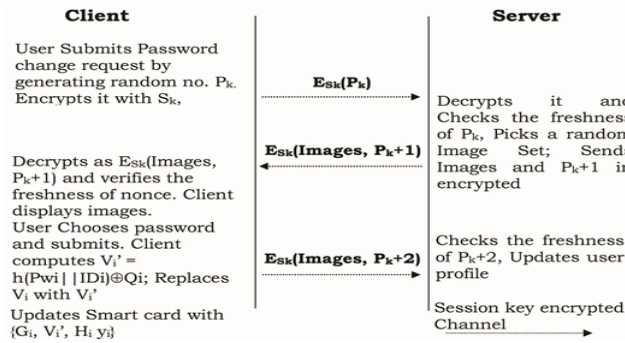 Client
User Submits Password
change request by
generating random no. Pk.
Encrypts it with Sk,
Decrypts as ESk(Images,
Pk+1) and verifies the
freshness of nonce. Client
displays images.
User Chooses password
and submits. Client
computes Vi' =
h(Pwi||IDi)⊕Qi; Replaces
Vi with Vi'
Updates Smart card with
{Gi, Vi', Hi yi}
ESk(Pk)
ESk(Images, Pk+1)
ESk(Images, Pk+2)
Server
Decrypts it
Checks the
of Pk, Picks a random
Image Set;
Images and Pk+1
encrypted
Checks the freshness
of Pk+2, Updates user
profile
Session key encrypted
Channel